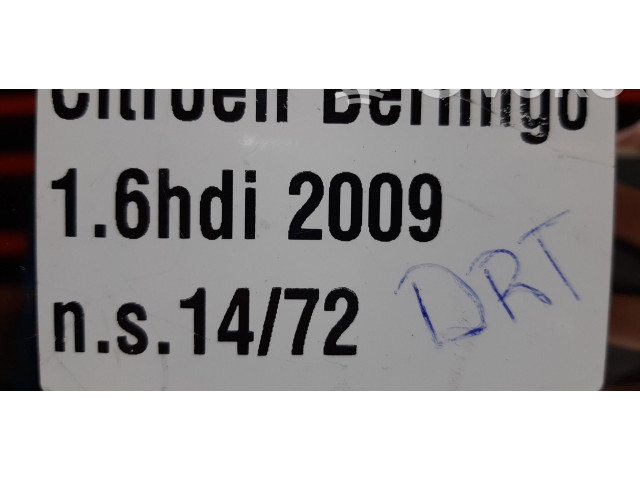 Citroen Berlingo
1.6hdi 2009
n.s.14/72
DRT